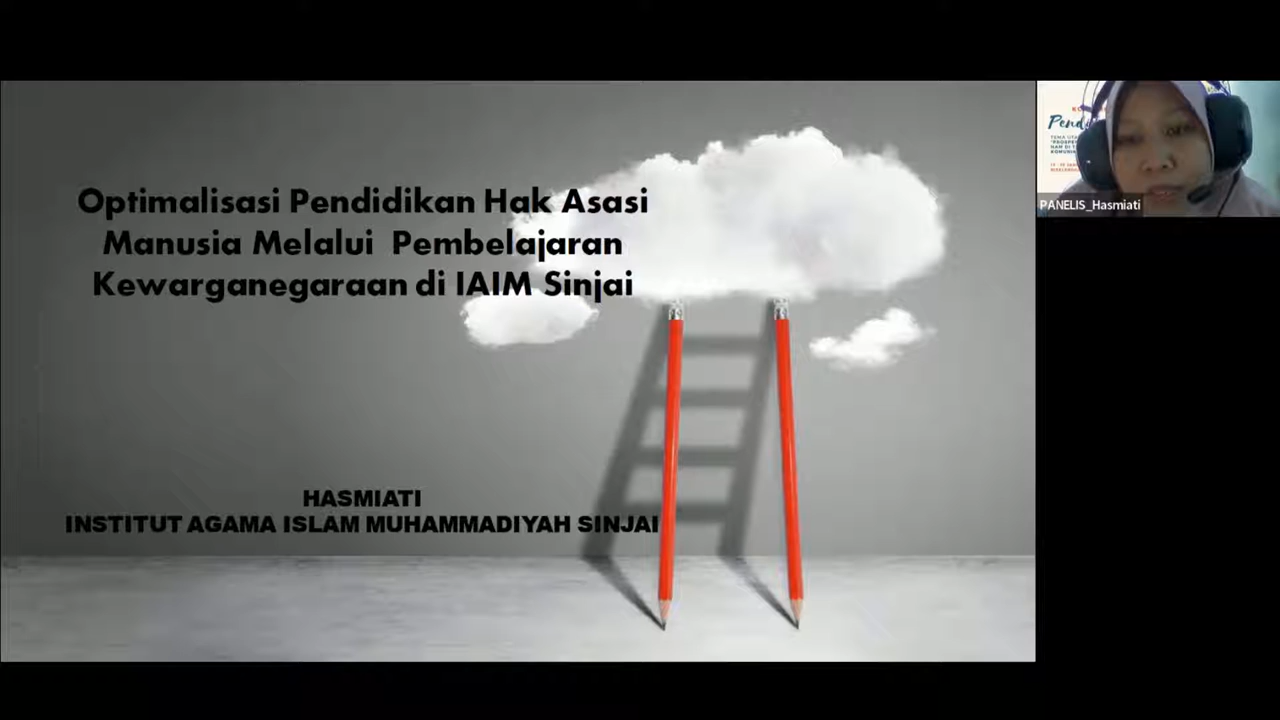 Optimalisasi Pendidikan Hak Asasi
Manusia Melalui Pembelajaran
Kewarganegaraan di IAIM Sinjai
HASMIATI
INSTITUT AGAMA ISLAM MUHAMMADIYAH SINJAI
PANELIS_Hasmiati